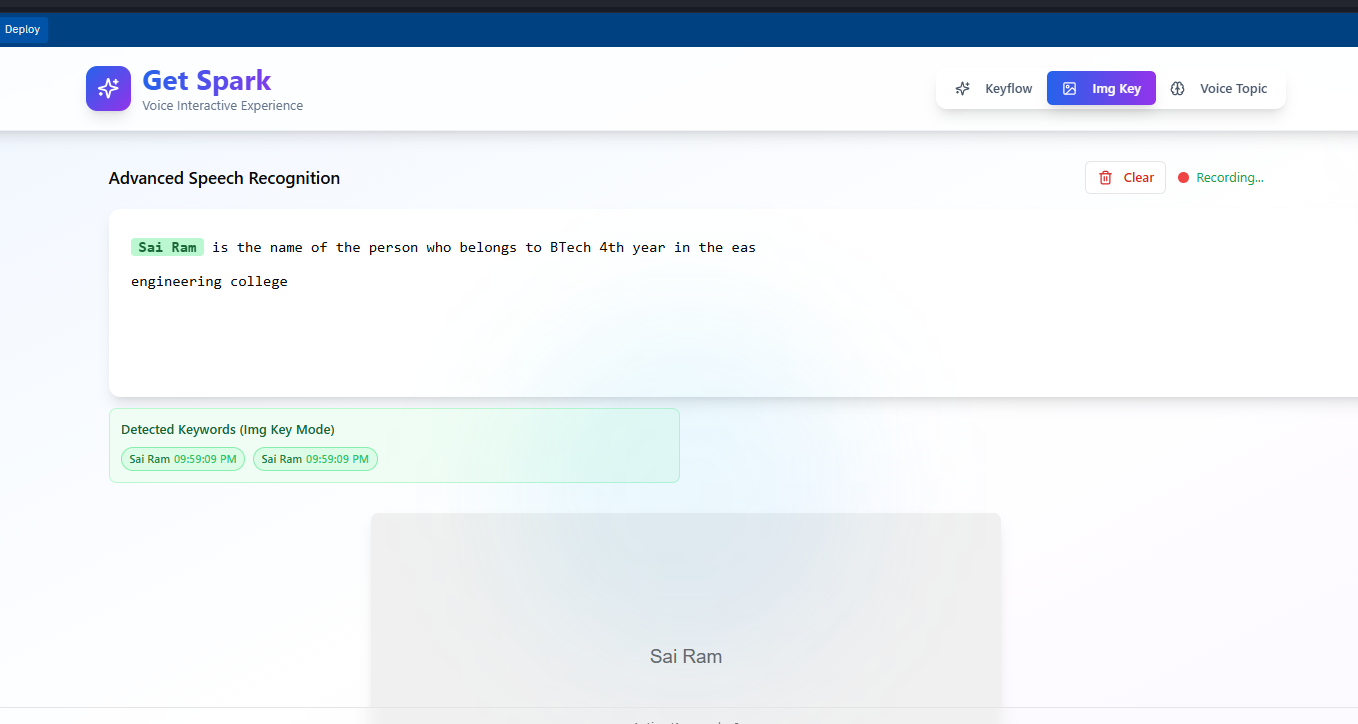 Deploy
Get Spark
Voice Interactive Experience
Keyflow
Img Key
Voice Topic
Advanced Speech Recognition
Clear
Recording...
Sai Ram is the name of the person who belongs to BTech 4th year in the eas
engineering college
Detected Keywords (Img Key Mode)
Sai Ram 09:59:09 PM
Sai Ram 09:59:09 PM
Sai Ram